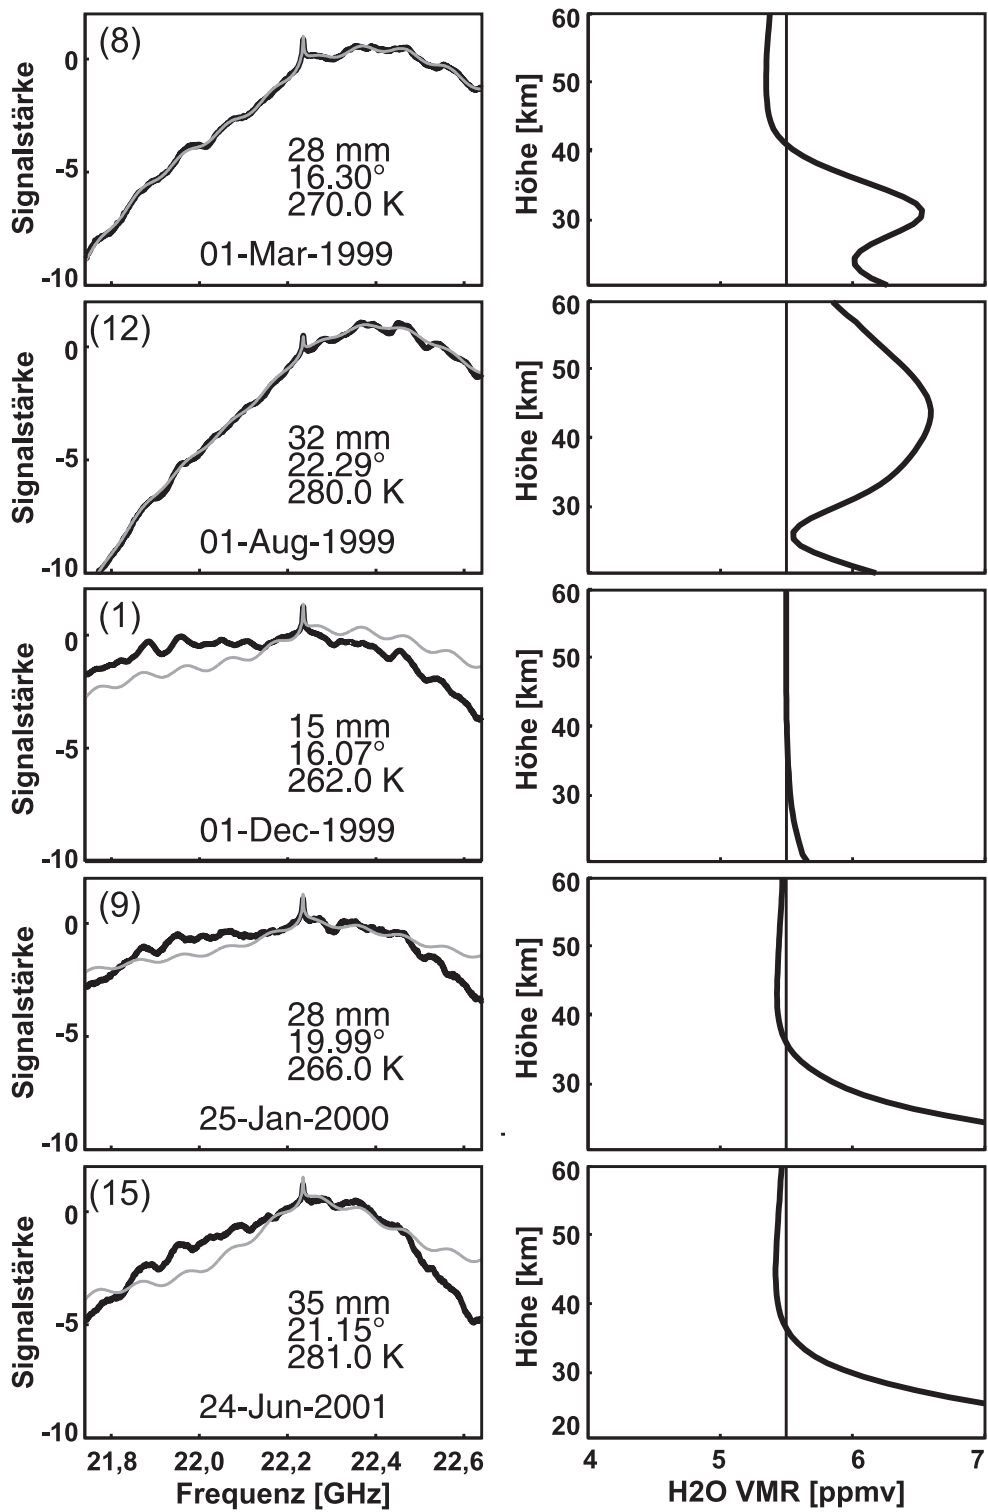 (8)
Signalstärke
0
-5
-10
28 mm
16.30°
270.0 K
01-Mar-1999
Höhe [km]
60
50
40
30
(12)
Signalstärke
0
-5
-10
32 mm
22.29°
280.0 K
01-Aug-1999
Höhe [km]
60
50
40
30
(1)
Signalstärke
0
-5
-10
15 mm
16.07°
262.0 K
01-Dec-1999
Höhe [km]
60
50
40
30
(9)
Signalstärke
0
-5
-10
28 mm
19.99°
266.0 K
25-Jan-2000
Höhe [km]
60
50
40
30
(15)
Signalstärke
0
-5
-10
35 mm
21.15°
281.0 K
24-Jun-2001
21,8 22,0 22,2 22,4 22,6
Frequenz [GHz]
Höhe [km]
60
50
40
30
20
4 5 6 7
H2O VMR [ppmv]